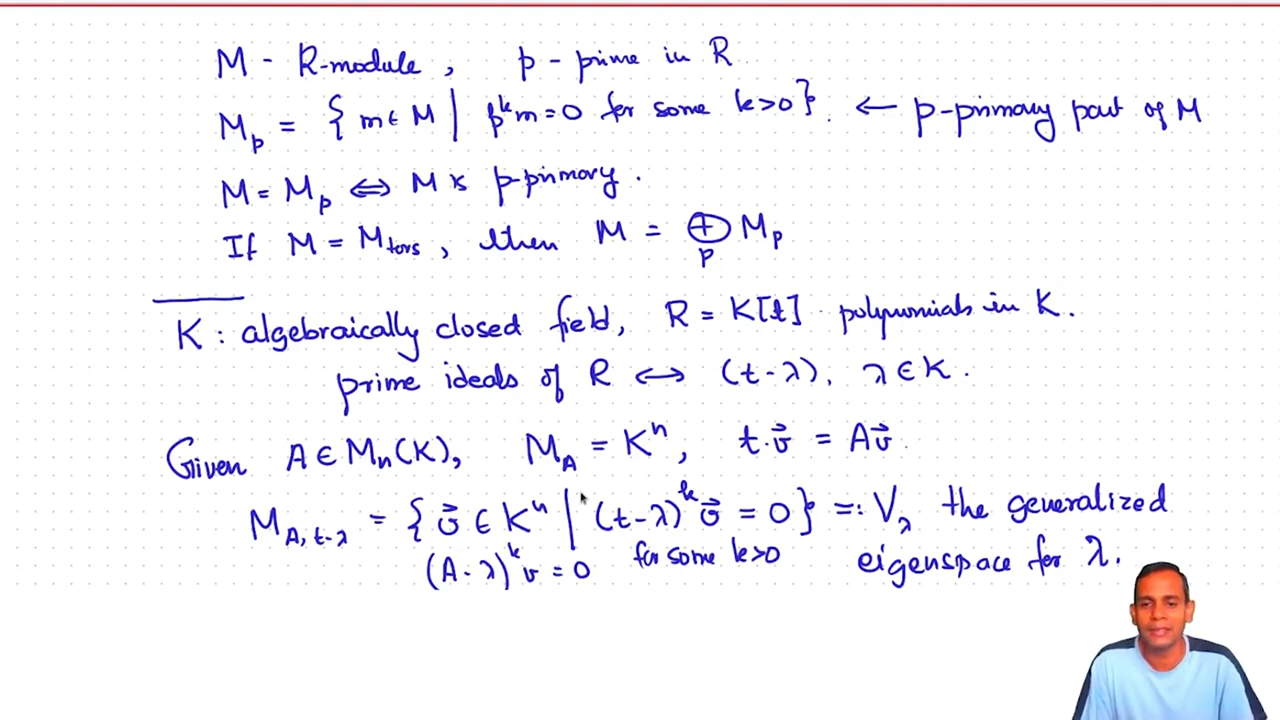 M - R-module , p - prime in R
M_p = { m ∈ M | p^k m = 0 for some k>0 } . ← p-primary part of M
M = M_p ⟺ M is p-primary .
If M = M_tors , then M = ⊕_p M_p
K : algebraically closed field, R = K[t] polynomials in K.
prime ideals of R ↔ (t-λ), λ ∈ K.
Given A ∈ M_n(K), M_A = K^n , t.v⃗ = Av⃗ .
M_{A, t-λ} = { v⃗ ∈ K^n | (t-λ)^k v⃗ = 0 } =: V_λ the generalized
(A-λ)^k v = 0 for some k>0 eigenspace for λ.